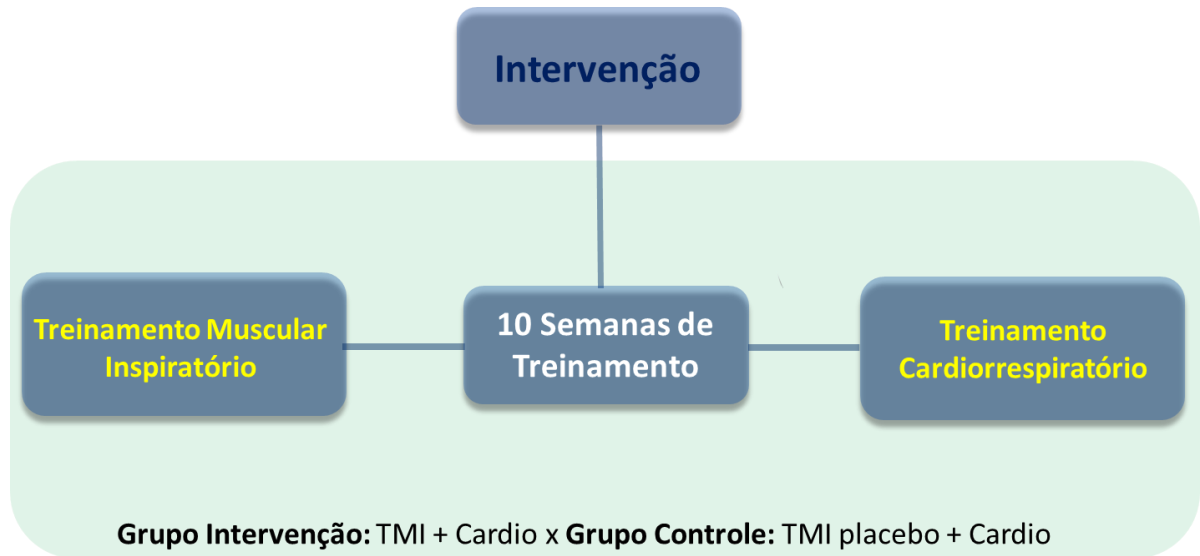 Intervenção
Treinamento Muscular
Inspiratório
10 Semanas de
Treinamento
Treinamento
Cardiorrespiratório
Grupo Intervenção: TMI + Cardio x Grupo Controle: TMI placebo + Cardio